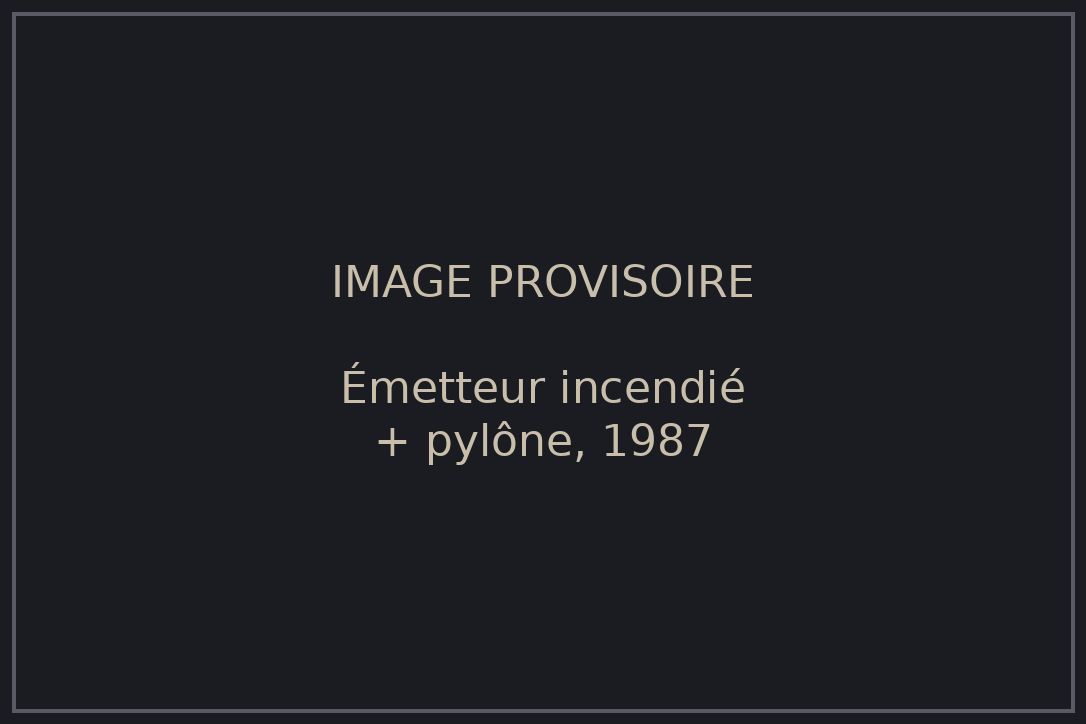 IMAGE PROVISOIRE
Émetteur incendié
+ pylône, 1987